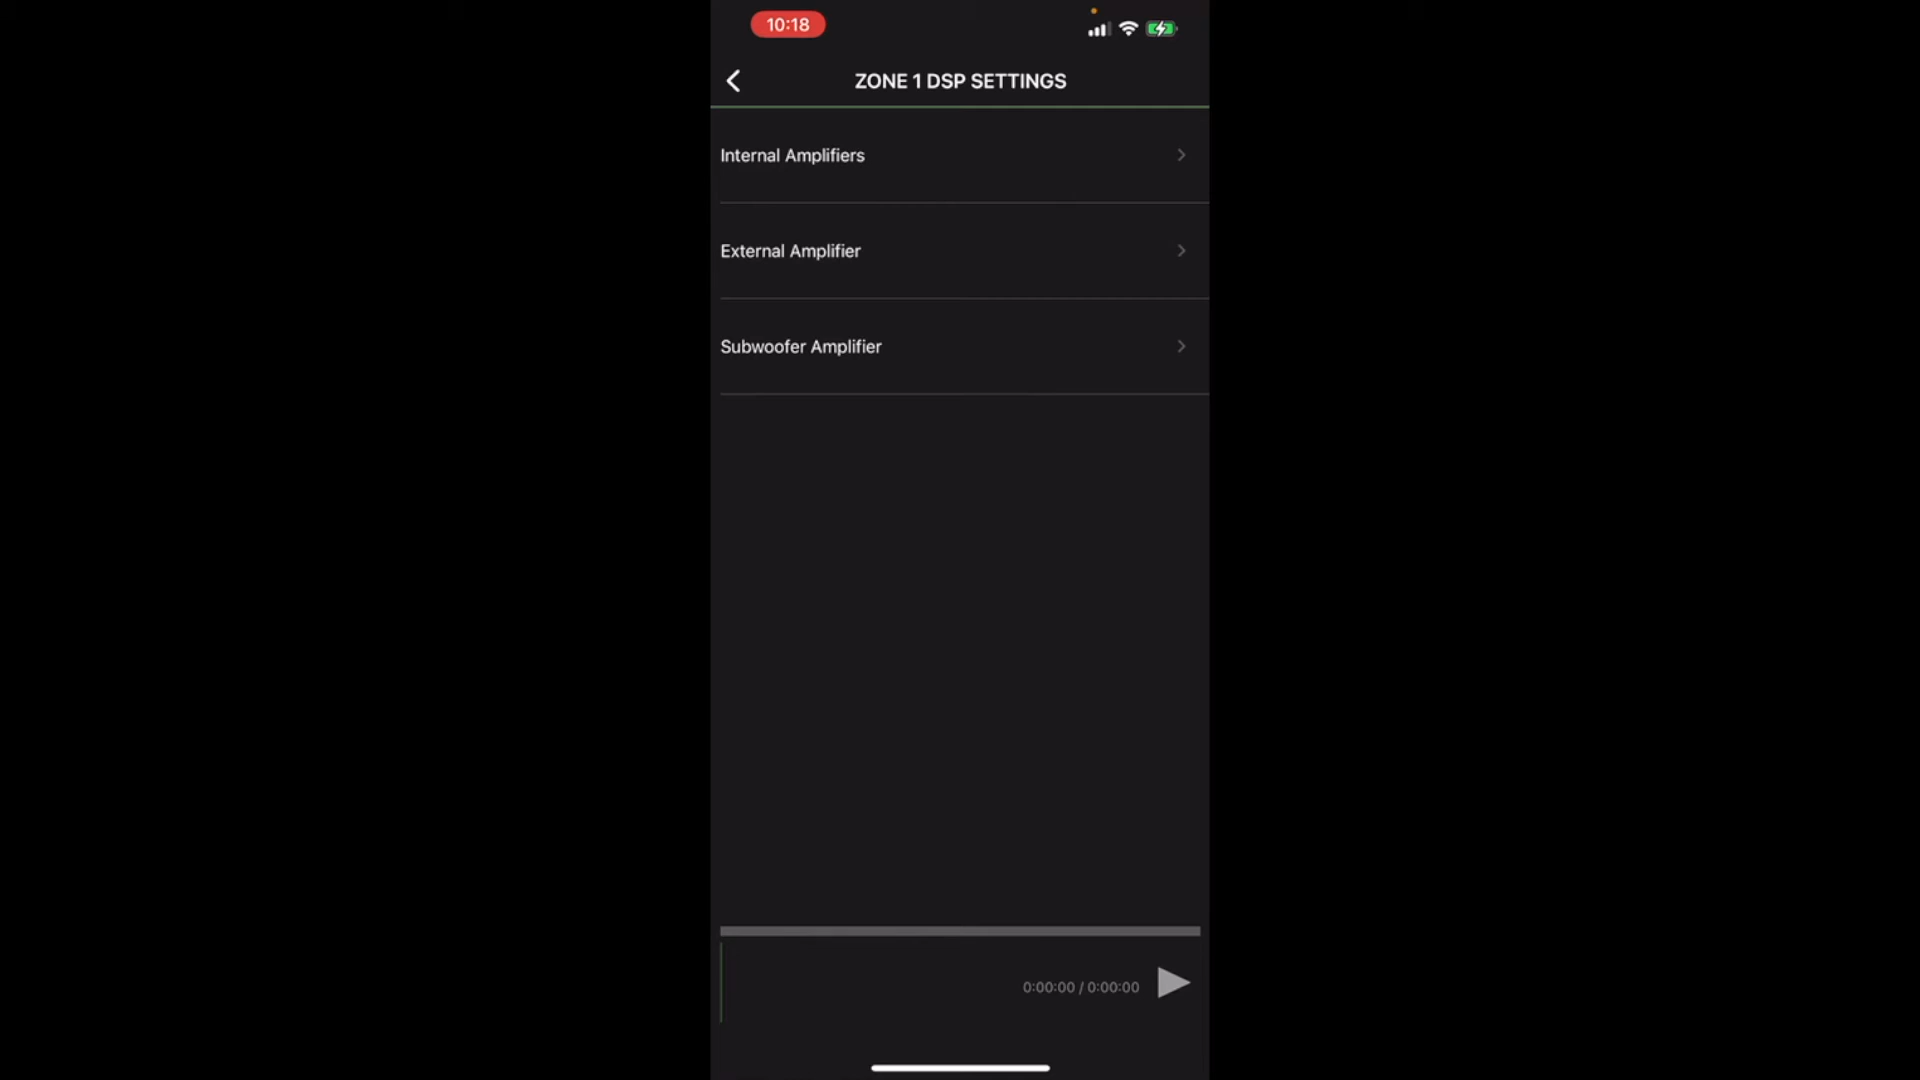 10:18
ZONE 1 DSP SETTINGS
Internal Amplifiers
External Amplifier
Subwoofer Amplifier
0:00:00 / 0:00:00